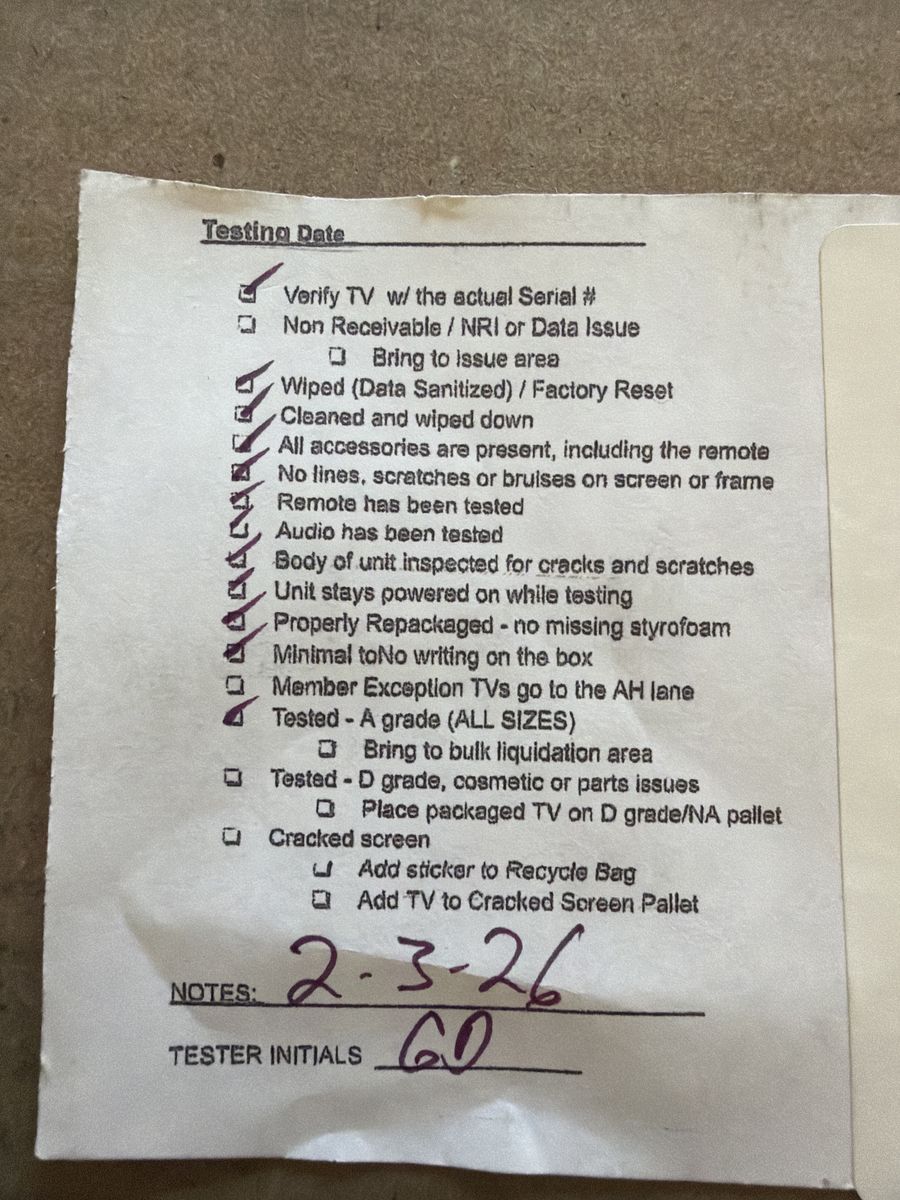 Testing Date
Verify TV w/ the actual Serial #
Non Receivable / NRI or Data Issue
Bring to issue area
Wiped (Data Sanitized) / Factory Reset
Cleaned and wiped down
All accessories are present, including the remote
No lines, scratches or bruises on screen or frame
Remote has been tested
Audio has been tested
Body of unit inspected for cracks and scratches
Unit stays powered on while testing
Properly Repackaged - no missing styrofoam
Minimal toNo writing on the box
Member Exception TVs go to the AH lane
Tested - A grade (ALL SIZES)
Bring to bulk liquidation area
Tested - D grade, cosmetic or parts issues
Place packaged TV on D grade/NA pallet
Cracked screen
Add sticker to Recycle Bag
Add TV to Cracked Screen Pallet
NOTES: 2-3-26
TESTER INITIALS GD